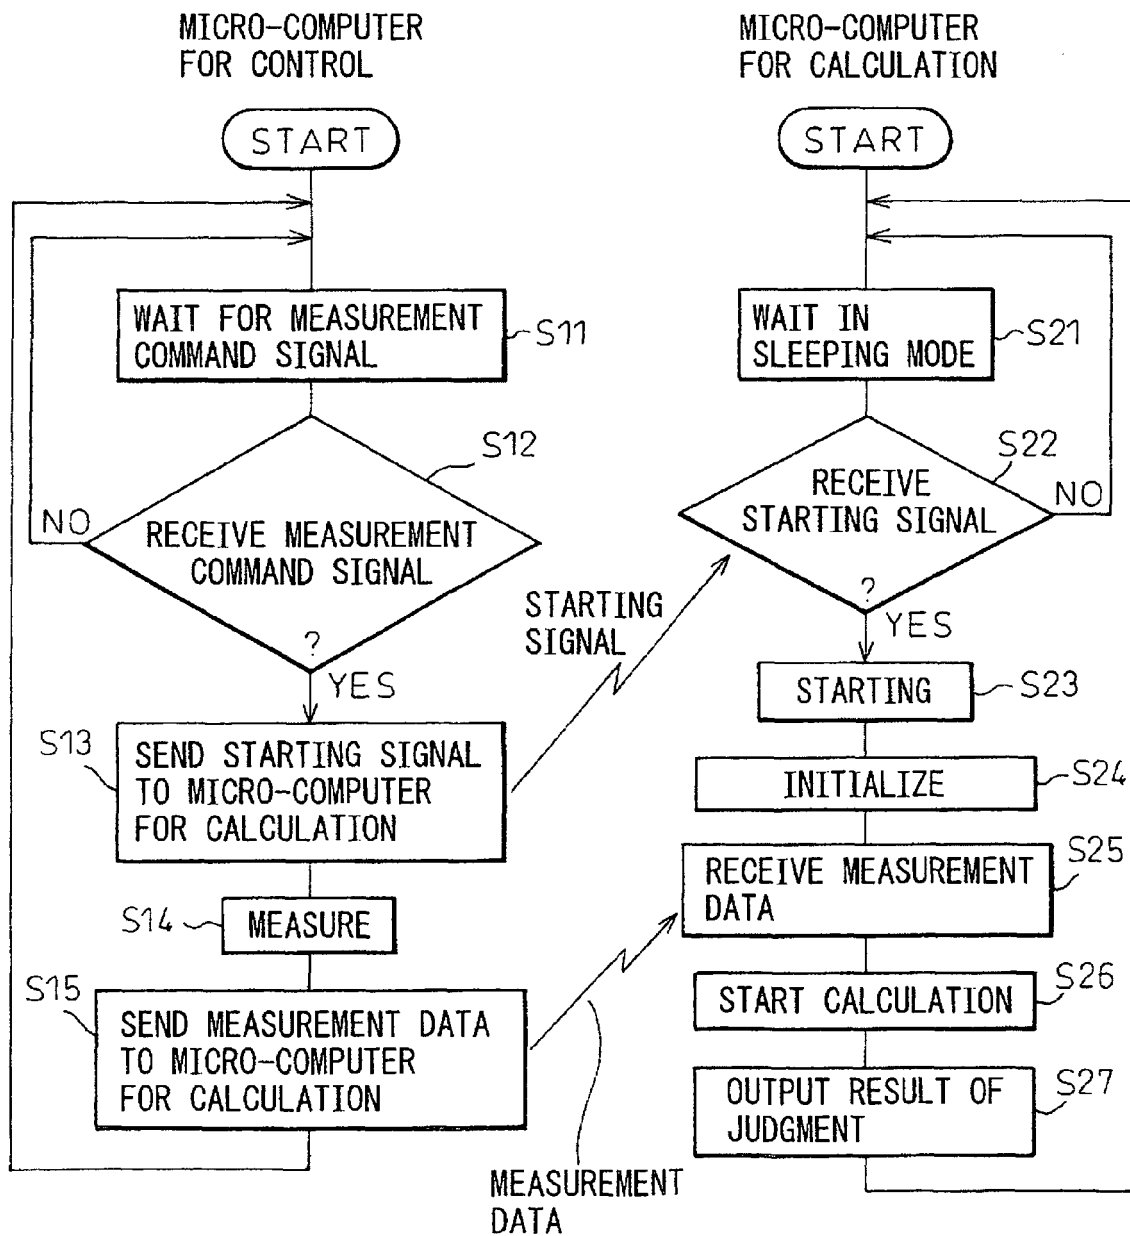 MICRO-COMPUTER
FOR CONTROL
START
WAIT FOR MEASUREMENT
COMMAND SIGNAL
S11
S12
RECEIVE MEASUREMENT
COMMAND SIGNAL
?
NO
YES
S13
SEND STARTING SIGNAL
TO MICRO-COMPUTER
FOR CALCULATION
S14
MEASURE
S15
SEND MEASUREMENT DATA
TO MICRO-COMPUTER
FOR CALCULATION
STARTING
SIGNAL
MEASUREMENT
DATA
MICRO-COMPUTER
FOR CALCULATION
START
WAIT IN
SLEEPING MODE
S21
S22
RECEIVE
STARTING SIGNAL
?
NO
YES
STARTING
S23
INITIALIZE
S24
RECEIVE MEASUREMENT
DATA
S25
START CALCULATION
S26
OUTPUT RESULT OF
JUDGMENT
S27